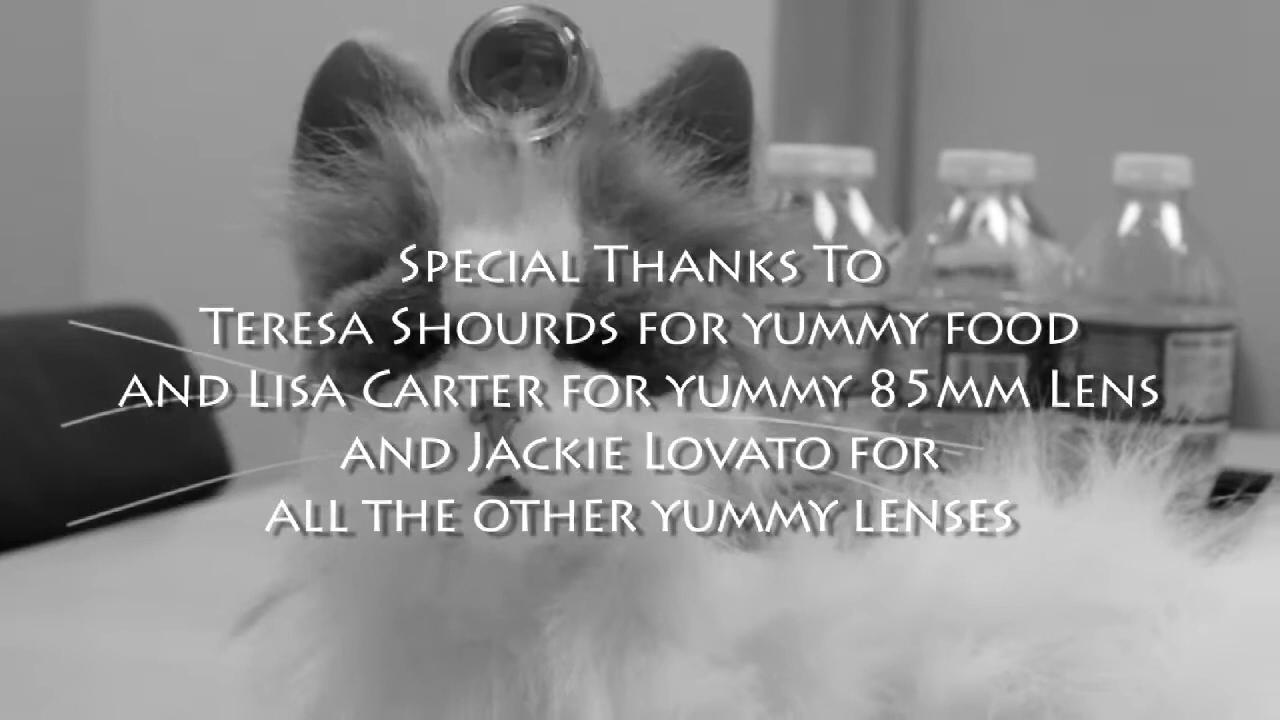 Special Thanks To
Teresa Shourds for yummy food
and Lisa Carter for yummy 85mm Lens
and Jackie Lovato for
all the other yummy lenses